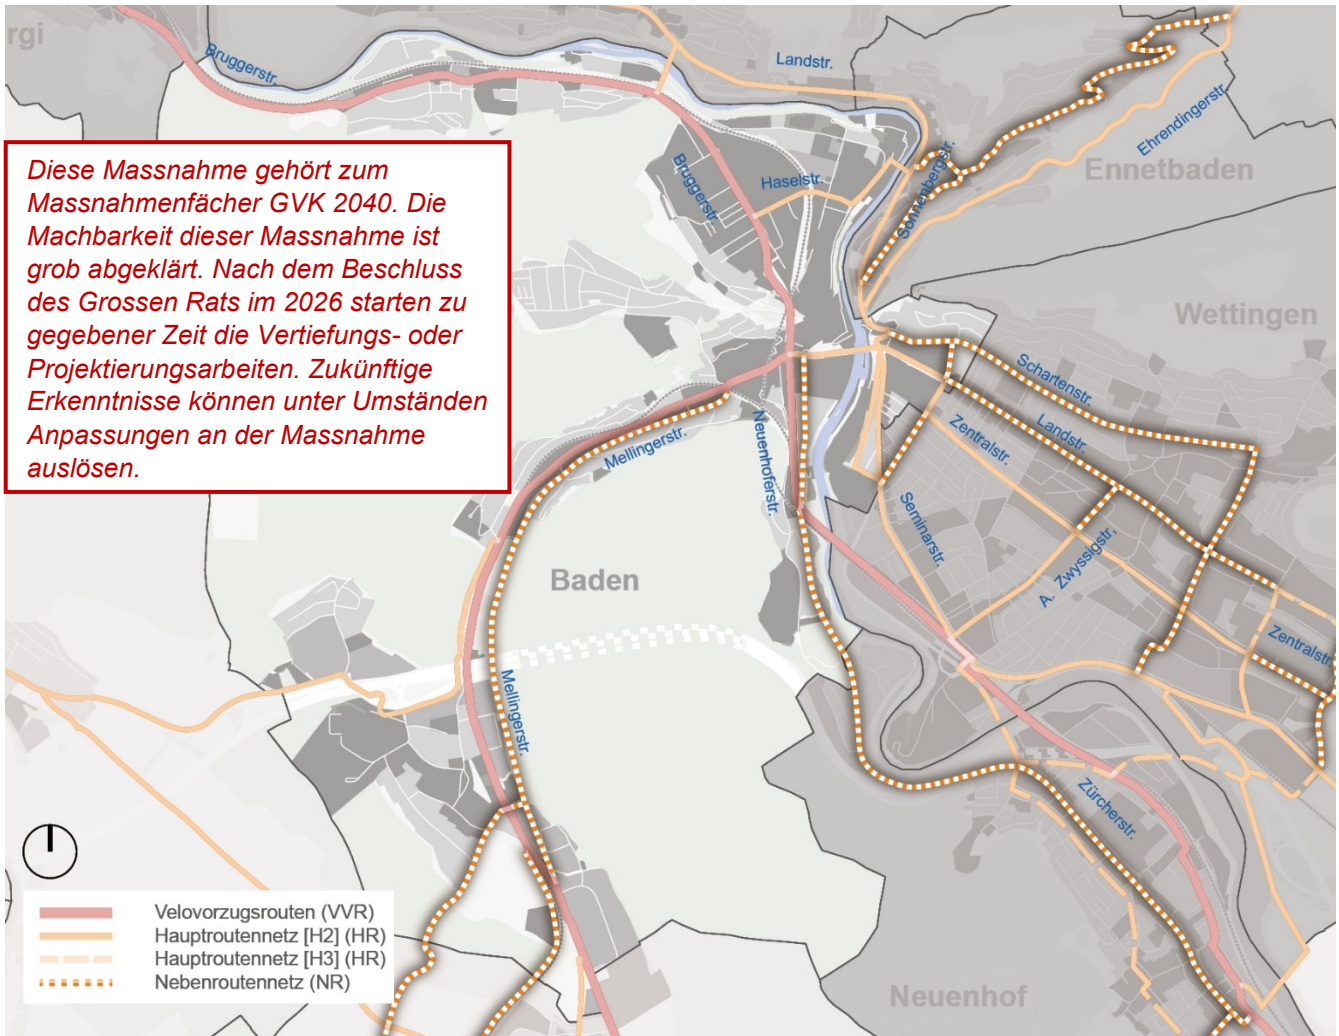 rgi
Bruggerstr.
Landstr.
Ehrendingerstr.
Ennetbaden
Diese Massnahme gehört zum
Massnahmenfächer GVK 2040. Die
Machbarkeit dieser Massnahme ist
grob abgeklärt. Nach dem Beschluss
des Grossen Rats im 2026 starten zu
gegebener Zeit die Vertiefungs- oder
Projektierungsarbeiten. Zukünftige
Erkenntnisse können unter Umständen
Anpassungen an der Massnahme
auslösen.
Bruggerstr.
Haselstr.
Sonnenbergstr.
Wettingen
Schartenstr.
Landstr.
Zentralstr.
Mellingerstr.
Neuenhoferstr.
Seminarstr.
A. Zwyssigstr.
Baden
Zentralstr.
Mellingerstr.
Zürcherstr.
Neuenhof
Velovorzugsrouten (VVR)
Hauptroutennetz [H2] (HR)
Hauptroutennetz [H3] (HR)
Nebenroutennetz (NR)